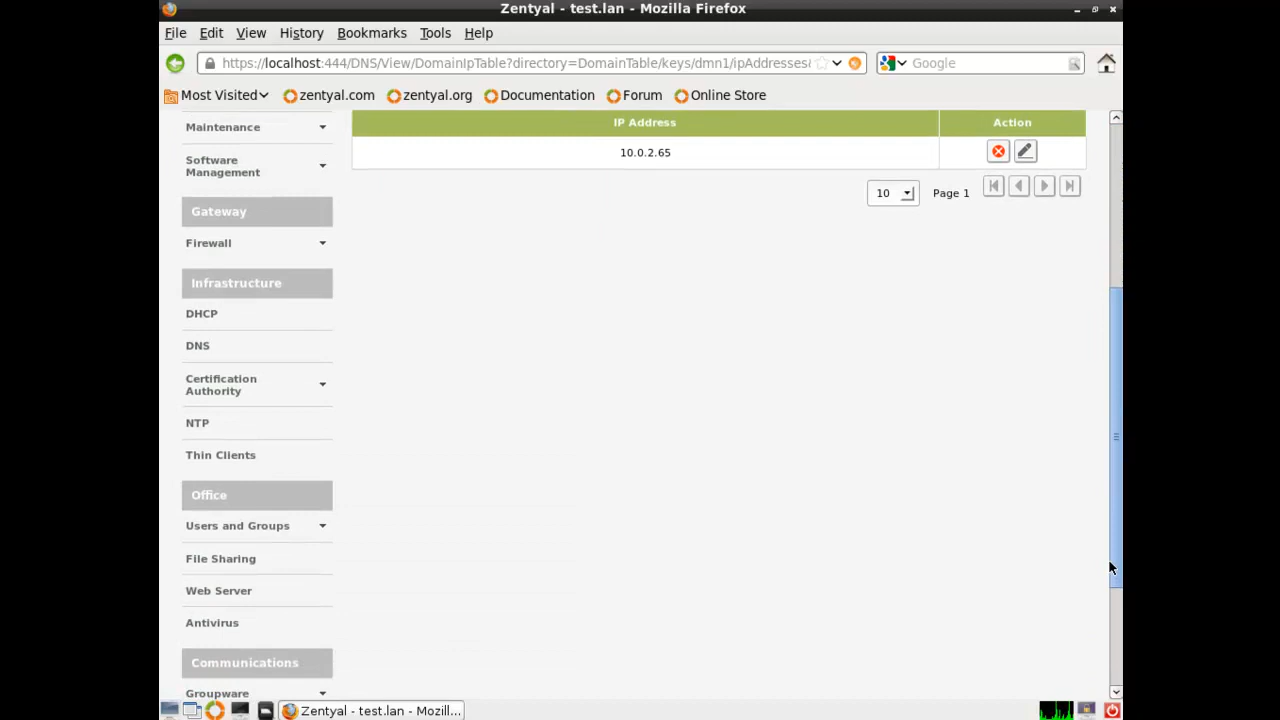 Zentyal - test.lan - Mozilla Firefox
File Edit View History Bookmarks Tools Help
https://localhost:444/DNS/View/DomainIpTable?directory=DomainTable/keys/dmn1/ipAddresses/
Google
Most Visited zentyal.com zentyal.org Documentation Forum Online Store
IP Address Action
10.0.2.65
10 Page 1
Maintenance
Software
Management
Gateway
Firewall
Infrastructure
DHCP
DNS
Certification
Authority
NTP
Thin Clients
Office
Users and Groups
File Sharing
Web Server
Antivirus
Communications
Groupware
Zentyal - test.lan - Mozill...